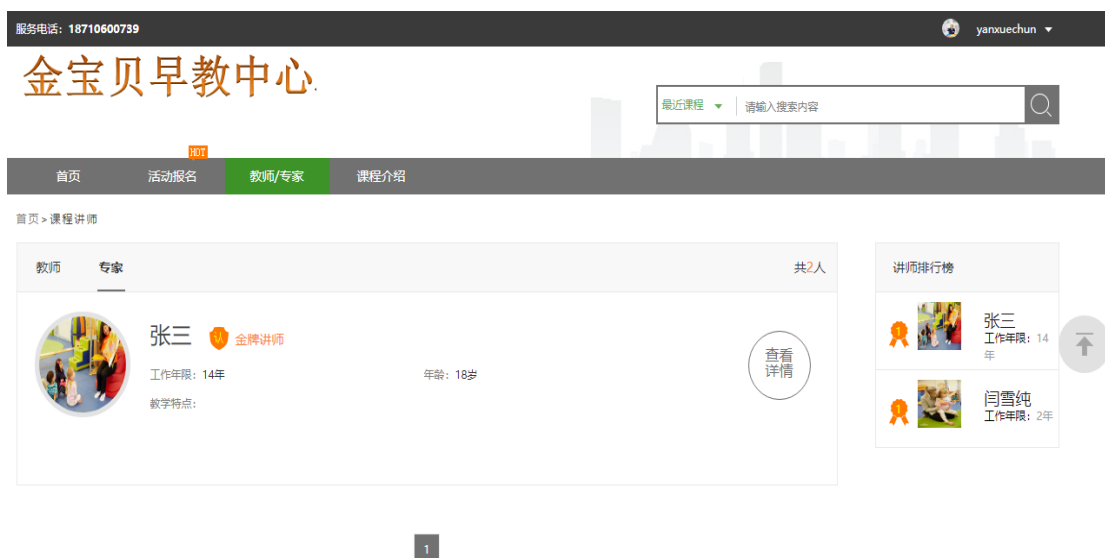 服务电话：18710600739
yanxuechun
金宝贝早教中心.
最近课程 请输入搜索内容
HOT
首页 活动报名 教师/专家 课程介绍
首页>课程讲师
教师 专家 共2人
讲师排行榜
张三 认 金牌讲师
工作年限：14年 年龄：18岁
教学特点：
查看
详情
1 张三
工作年限：14
年
1 闫雪纯
工作年限：2年
1